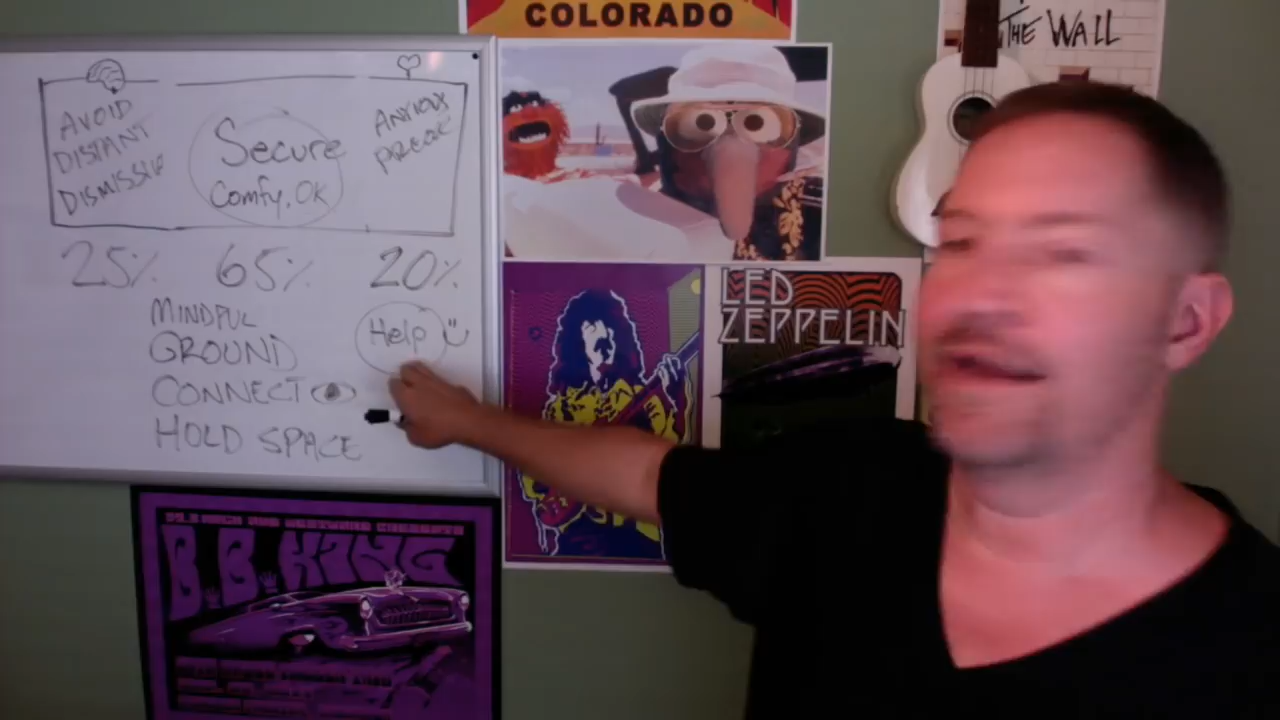 COLORADO
THE WALL
AVOID
DISTANT
DISMISSIV
Secure
Comfy, OK
ANXIOUS
PREOC
25%
65%
20%
MINDFUL
GROUND
CONNECT
HOLD SPACE
Help
LED
ZEPPELIN
B.B. KING